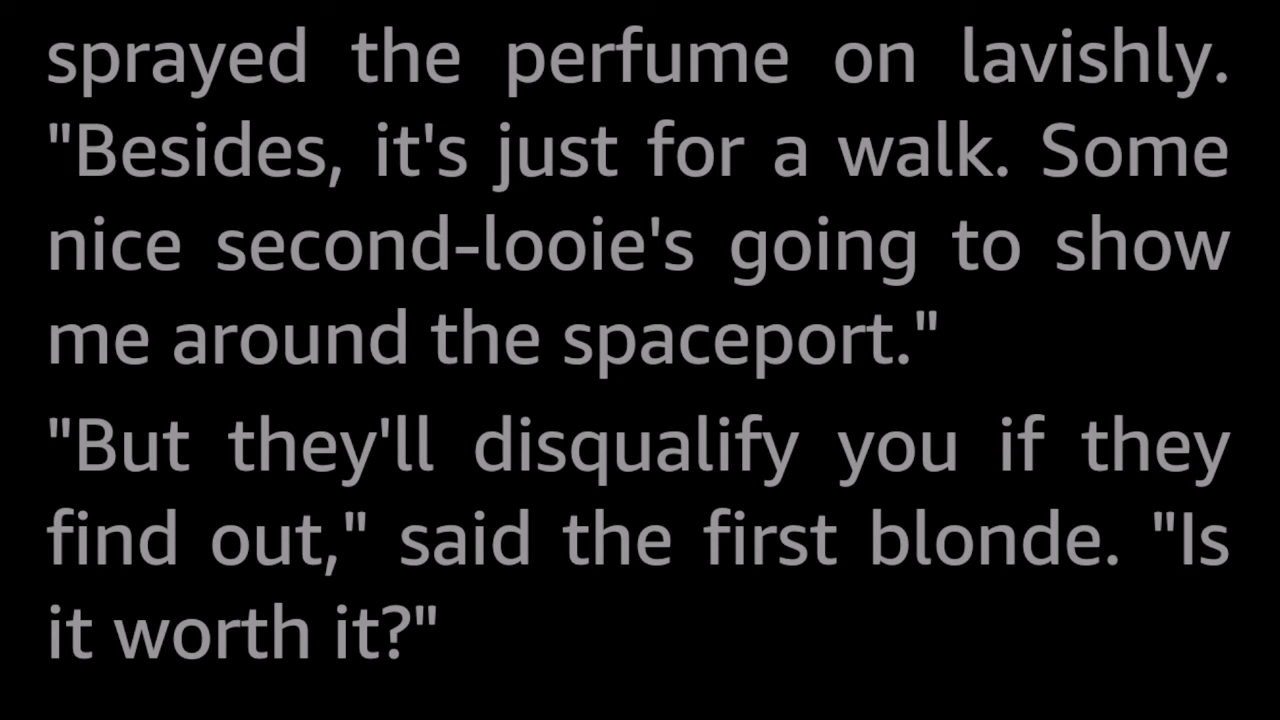 sprayed the perfume on lavishly.
"Besides, it's just for a walk. Some
nice second-looie's going to show
me around the spaceport."
"But they'll disqualify you if they
find out," said the first blonde. "Is
it worth it?"